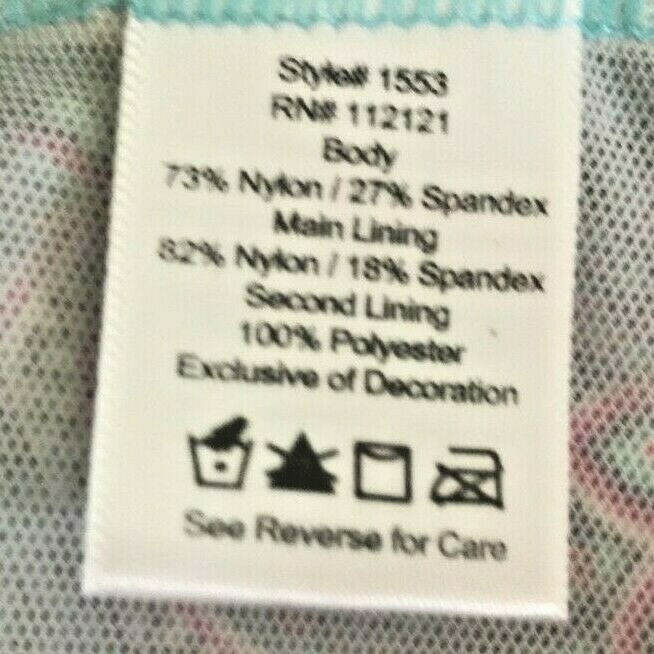 Style# 1553
RN# 112121
Body
73% Nylon / 27% Spandex
Main Lining
82% Nylon / 18% Spandex
Second Lining
100% Polyester
Exclusive of Decoration
See Reverse for Care